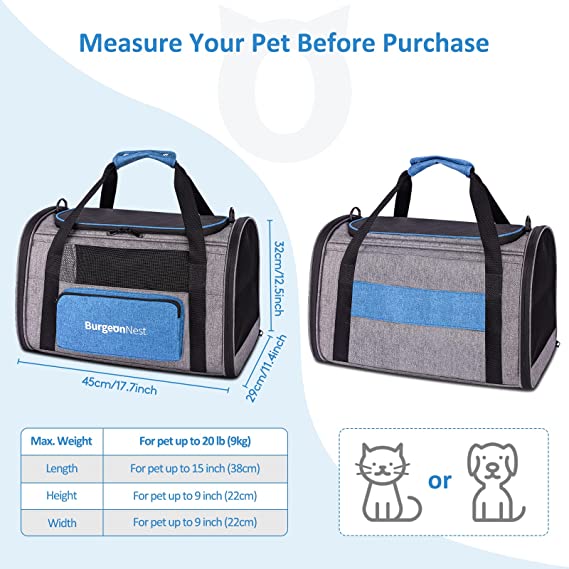 Measure Your Pet Before Purchase
BurgeonNest
32cm/12.5inch
29cm/11.4inch
45cm/17.7inch
Max. Weight For pet up to 20 lb (9kg)
Length For pet up to 15 inch (38cm)
Height For pet up to 9 inch (22cm)
Width For pet up to 9 inch (22cm)
or